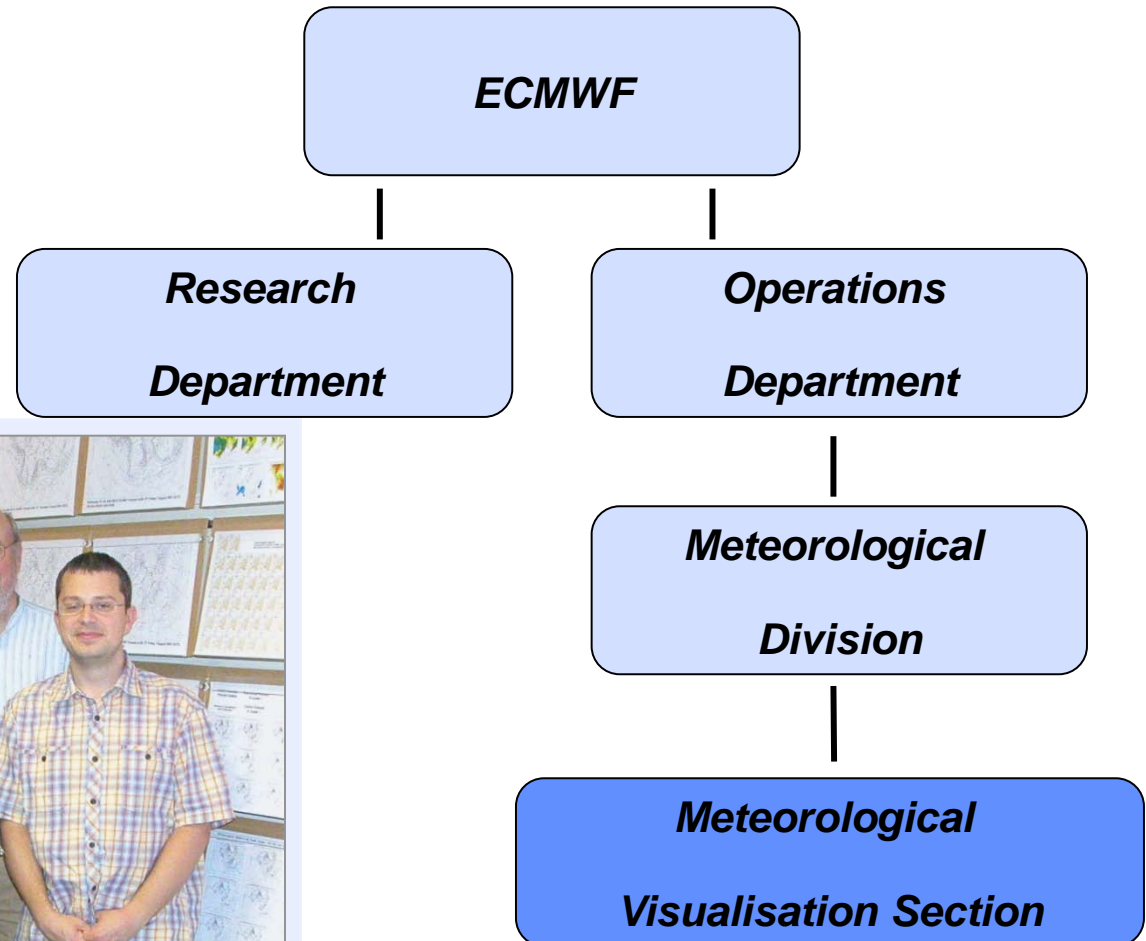 ECMWF
Research
Department
Operations
Department
Meteorological
Division
Meteorological
Visualisation Section